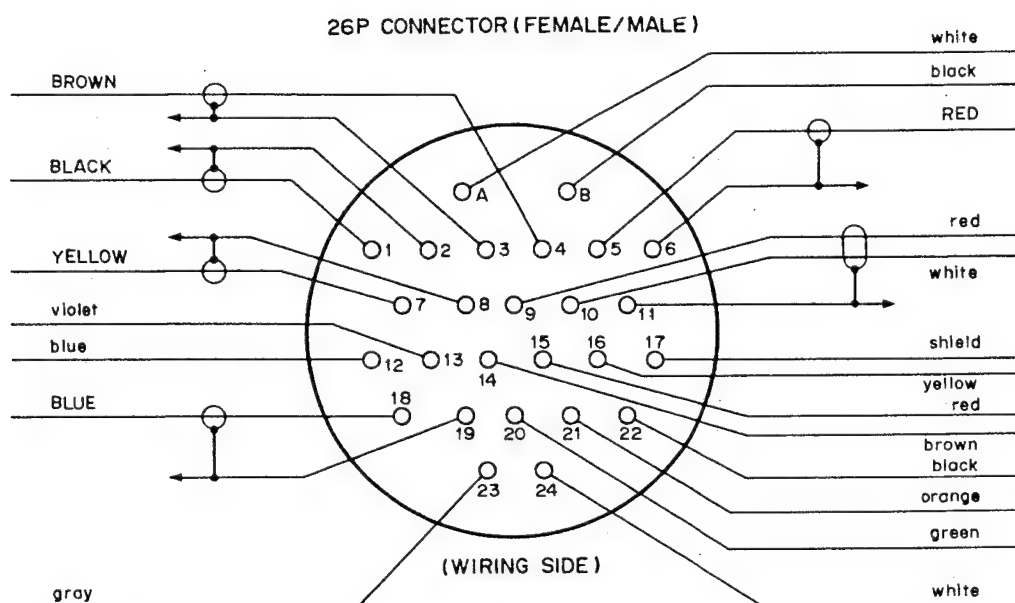 26P CONNECTOR (FEMALE/MALE)
white
BROWN
black
RED
BLACK
A
B
1
2
3
4
5
6
red
YELLOW
white
7
8
9
10
11
violet
blue
12
13
14
15
16
17
shield
yellow
BLUE
18
19
20
21
22
red
brown
black
23
24
orange
green
(WIRING SIDE)
gray
white